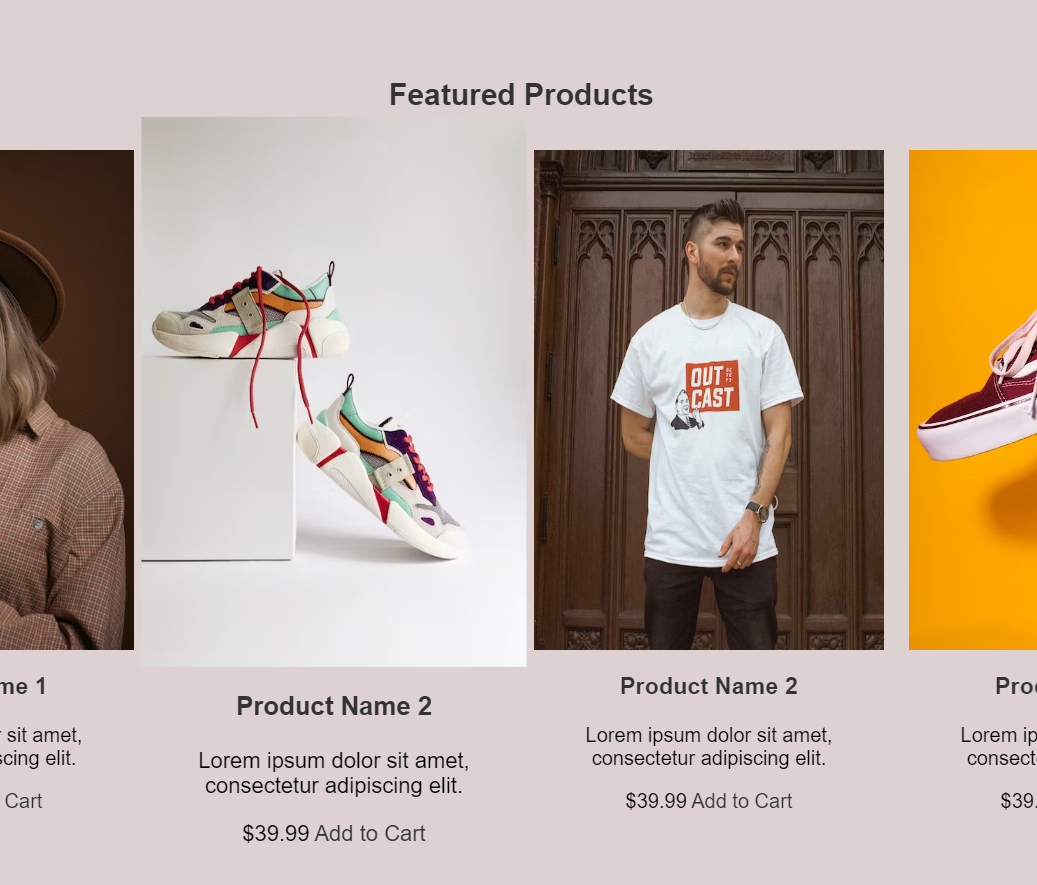 Featured Products
OUT
CAST
me 1
sit amet,
scing elit.
Cart
Product Name 2
Lorem ipsum dolor sit amet,
consectetur adipiscing elit.
$39.99 Add to Cart
Product Name 2
Lorem ipsum dolor sit amet,
consectetur adipiscing elit.
$39.99 Add to Cart
Pro
Lorem ip
consect
$39.